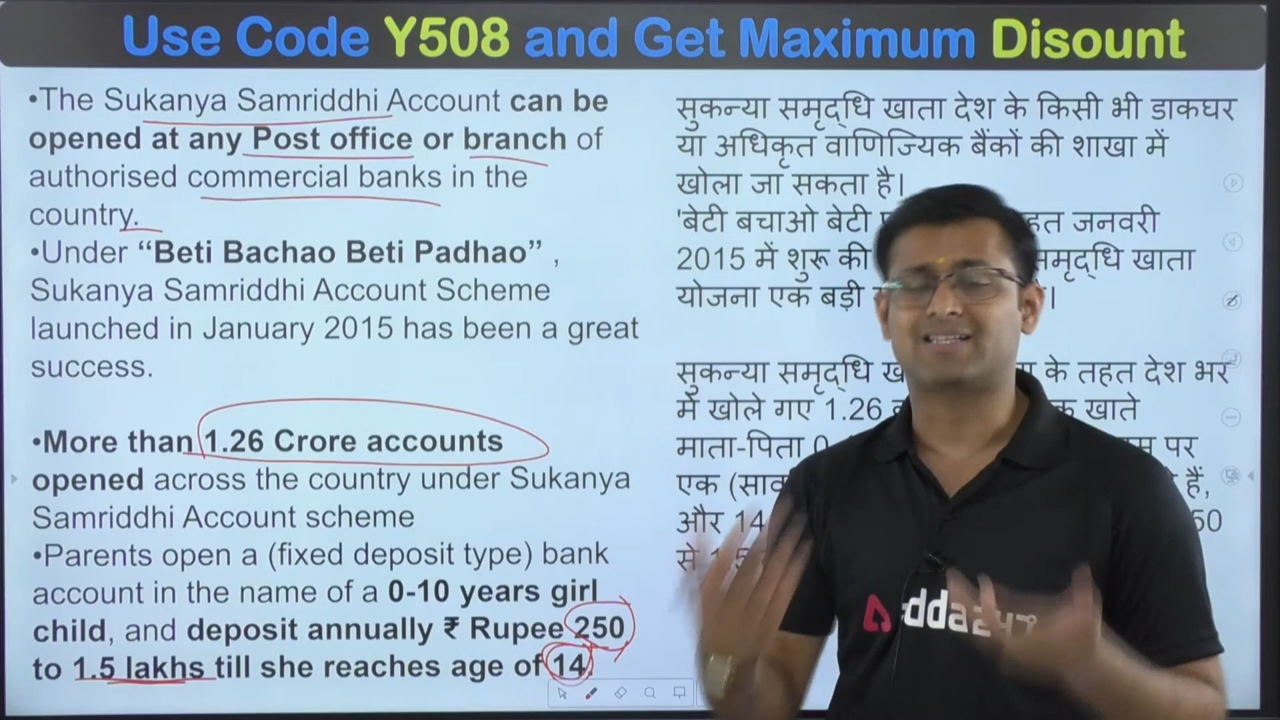 Use Code Y508 and Get Maximum Disount
•The Sukanya Samriddhi Account can be
opened at any Post office or branch of
authorised commercial banks in the
country.
•Under “Beti Bachao Beti Padhao” ,
Sukanya Samriddhi Account Scheme
launched in January 2015 has been a great
success.
•More than 1.26 Crore accounts
opened across the country under Sukanya
Samriddhi Account scheme
•Parents open a (fixed deposit type) bank
account in the name of a 0-10 years girl
child, and deposit annually ₹ Rupee 250
to 1.5 lakhs till she reaches age of 14.
सुकन्या समृद्धि खाता देश के किसी भी डाकघर
या अधिकृत वाणिज्यिक बैंकों की शाखा में
खोला जा सकता है।
'बेटी बचाओ बेटी जनवरी
2015 में शुरू की समृद्धि खाता
योजना एक बड़ी
सुकन्या समृद्धि के तहत देश भर
में खोले गए 1.26 खाते
माता-पिता पर
एक हैं,
और 14
से